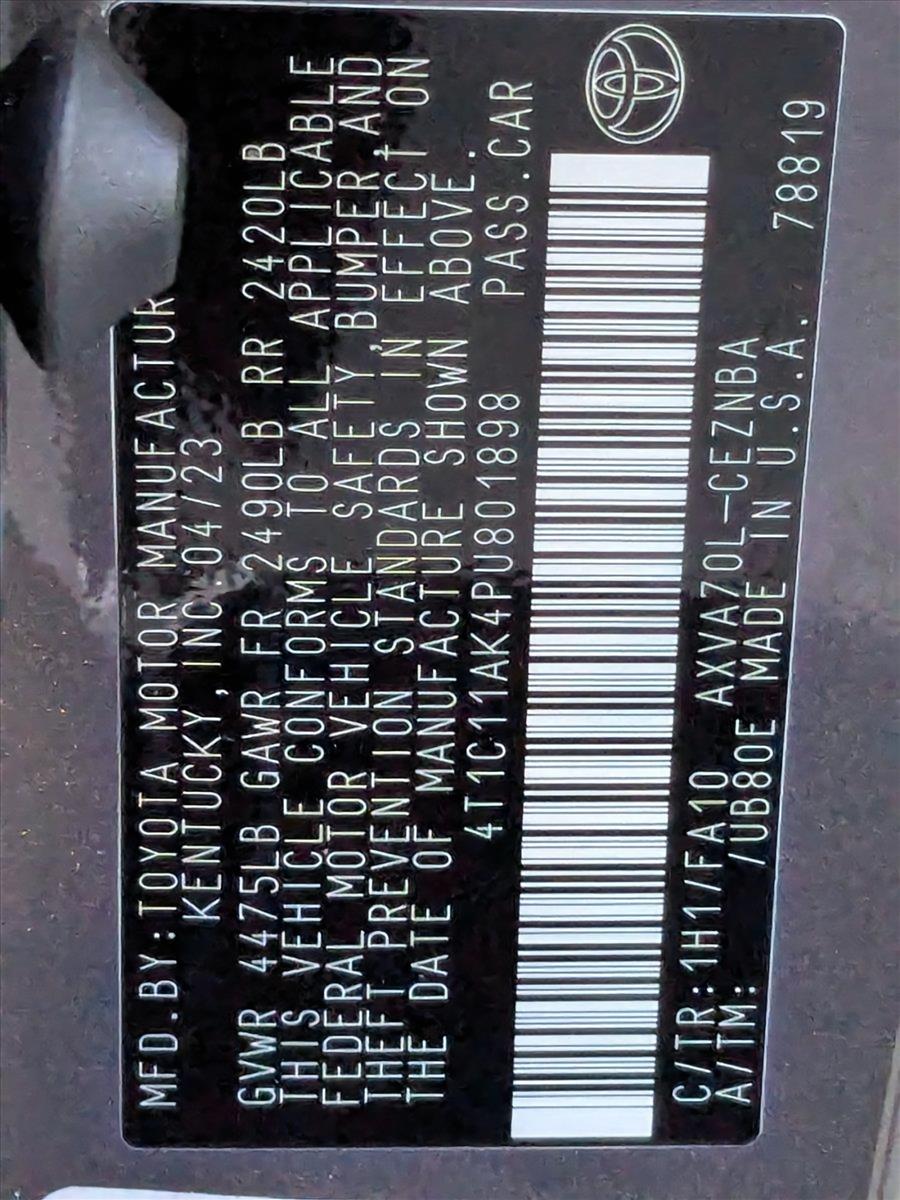 MFD.BY:TOYOTA MOTOR MANUFACTUR
KENTUCKY,INC.04/23
GVWR 4475LB GAWR FR 2490LB RR 2420LB
THIS VEHICLE CONFORMS TO ALL APPLICABLE
FEDERAL MOTOR VEHICLE SAFETY,BUMPER,AND
THEFT PREVENTION STANDARDS IN EFFECT ON
THE DATE OF MANUFACTURE SHOWN ABOVE.
4T1C11AK4PU801898 PASS.CAR
C/TR:1H1/FA10 AXVA70L-CEZNBA
A/TM: /UB80E MADE IN U.S.A. 78819